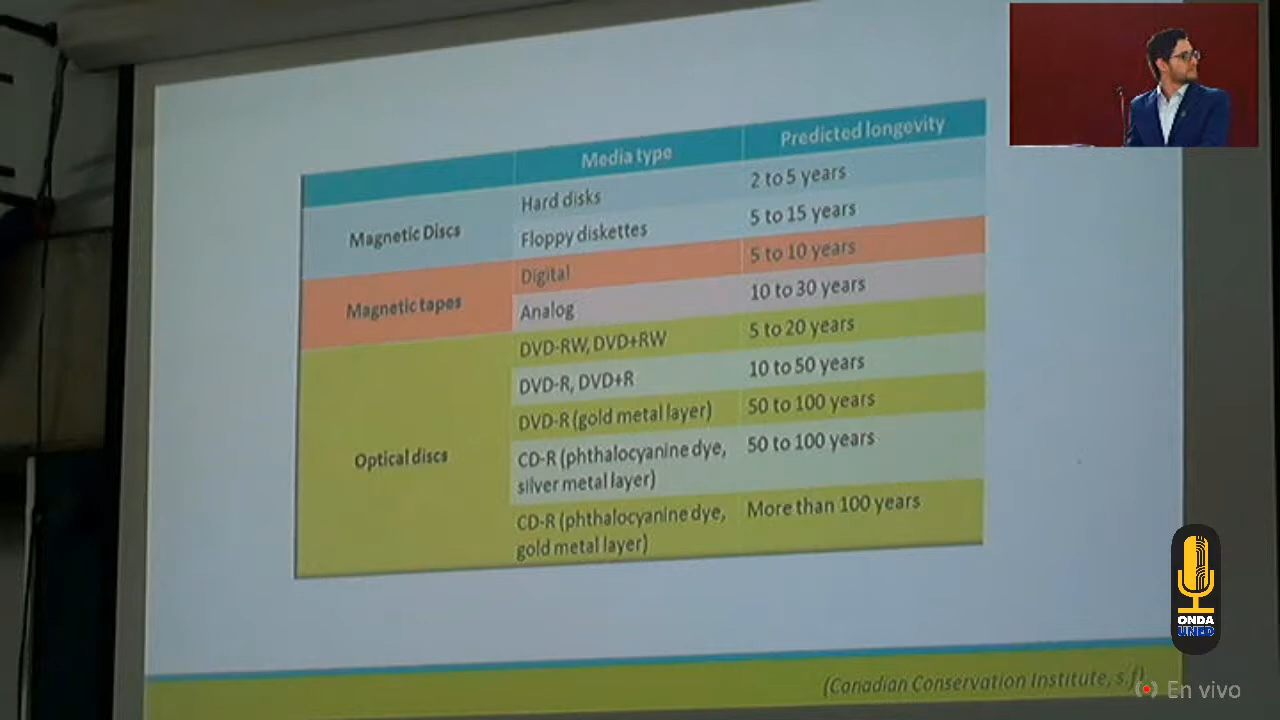 Media type Predicted longevity
Magnetic Discs
Hard disks 2 to 5 years
Floppy diskettes 5 to 15 years
Magnetic tapes
Digital 5 to 10 years
Analog 10 to 30 years
Optical discs
DVD-RW, DVD+RW 5 to 20 years
DVD-R, DVD+R 10 to 50 years
DVD-R (gold metal layer) 50 to 100 years
CD-R (phthalocyanine dye, 50 to 100 years
silver metal layer)
CD-R (phthalocyanine dye, More than 100 years
gold metal layer)
(Canadian Conservation Institute, s.f)
ONDA
UNED
En vivo